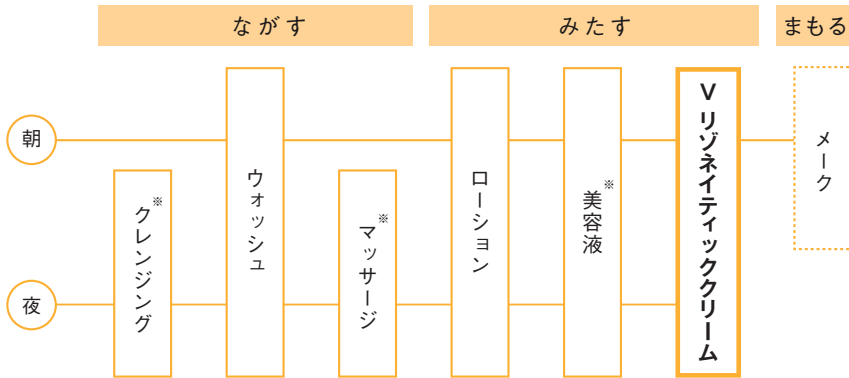 ながす
みたす
まもる
朝
夜
クレンジング※
ウォッシュ
マッサージ※
ローション
美容液※
V リゾネイティッククリーム
メーク